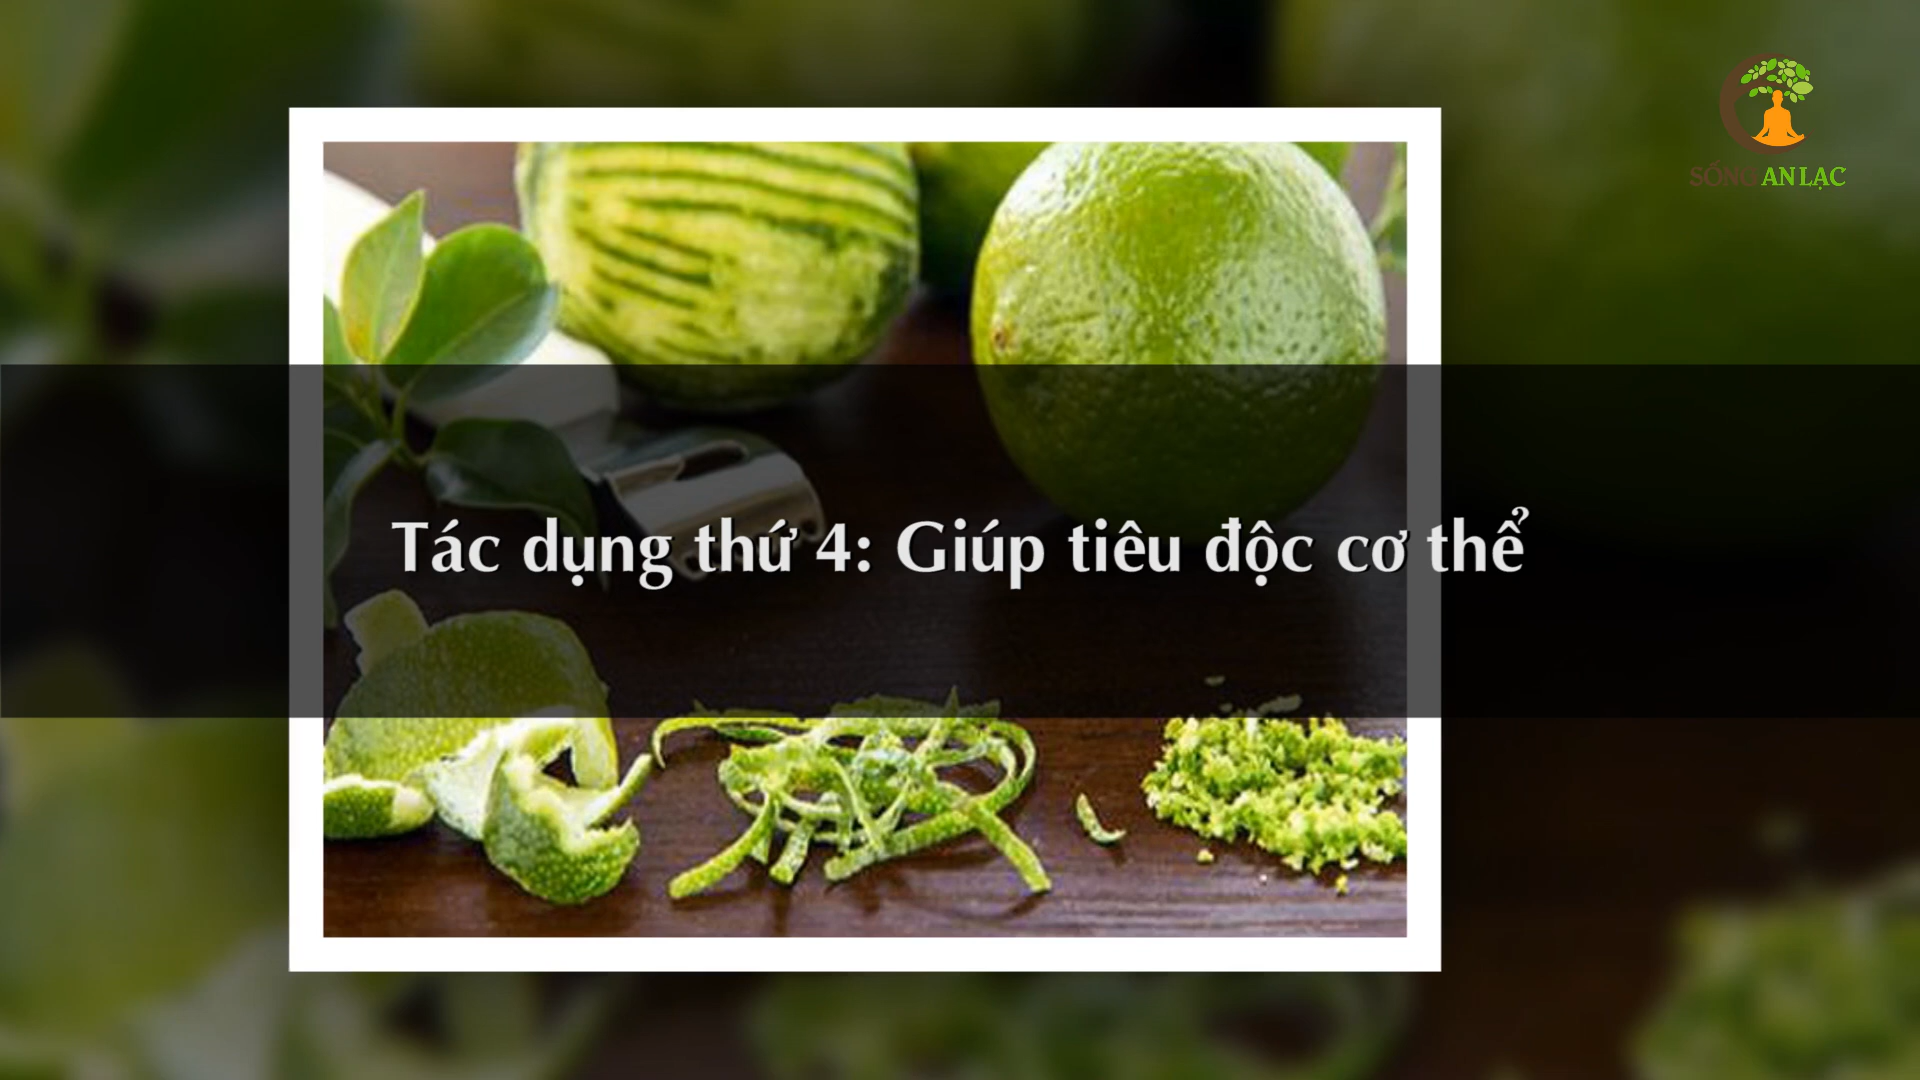 SỐNG AN LẠC
Tác dụng thứ 4: Giúp tiêu độc cơ thể